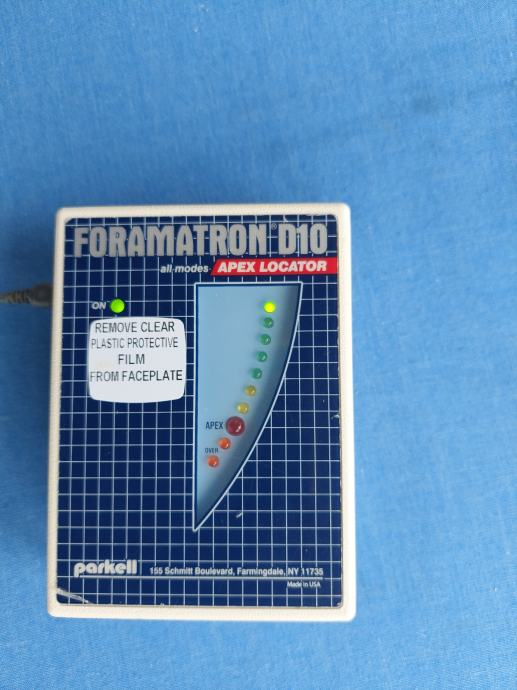 FORAMATRON® D10
all modes APEX LOCATOR
ON
REMOVE CLEAR
PLASTIC PROTECTIVE
FILM
FROM FACEPLATE
APEX
OVER
parkell 155 Schmitt Boulevard, Farmingdale, NY 11735
Made in USA